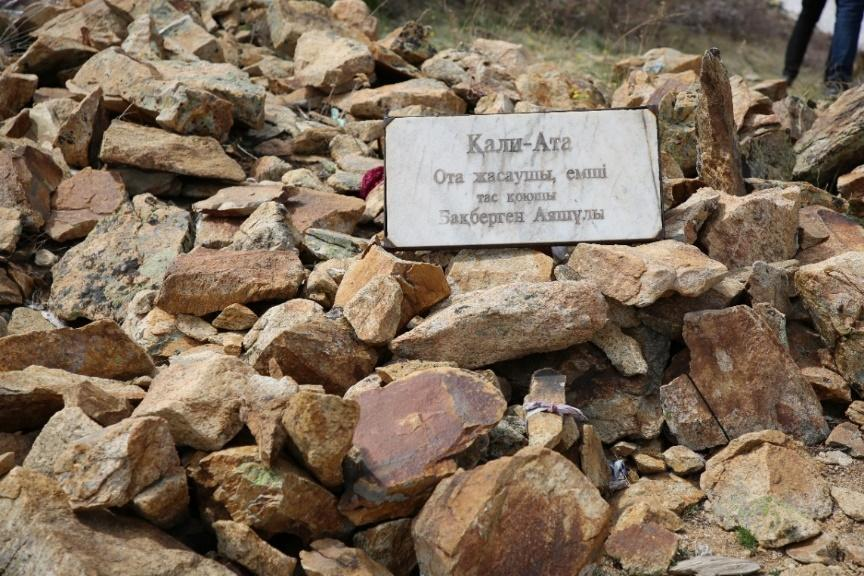 Қали-Ата
Ота жасаушы, емші
тас қоюшы
Бақберген Аяшұлы